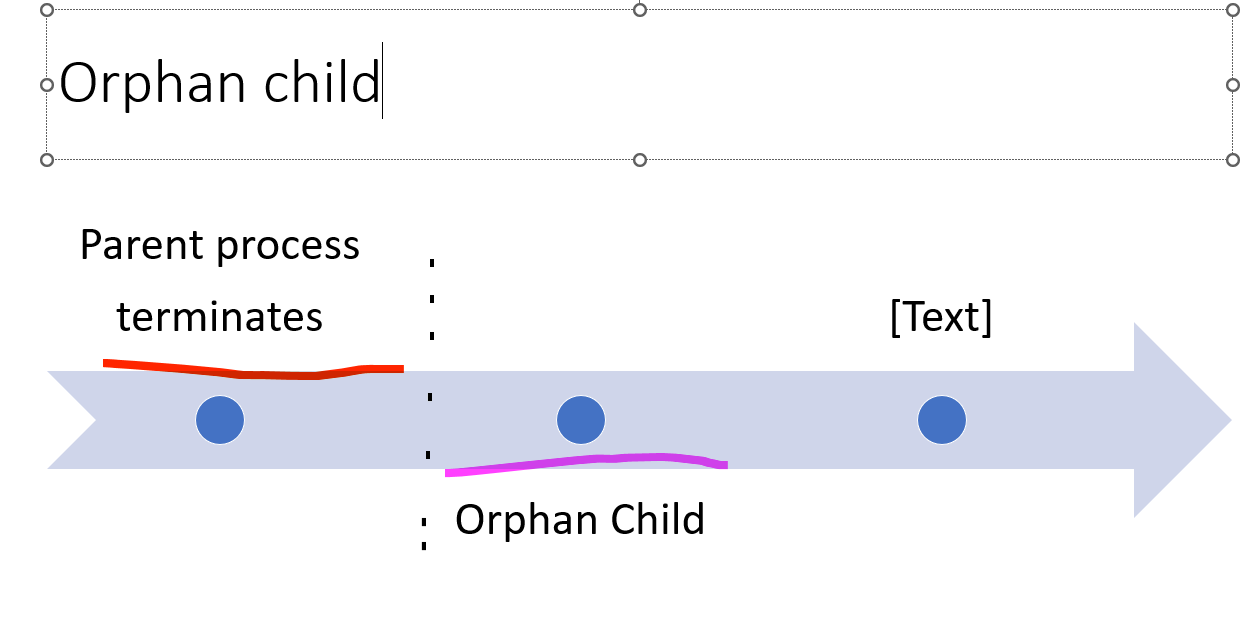 Orphan child
Parent process
terminates
[Text]
Orphan Child